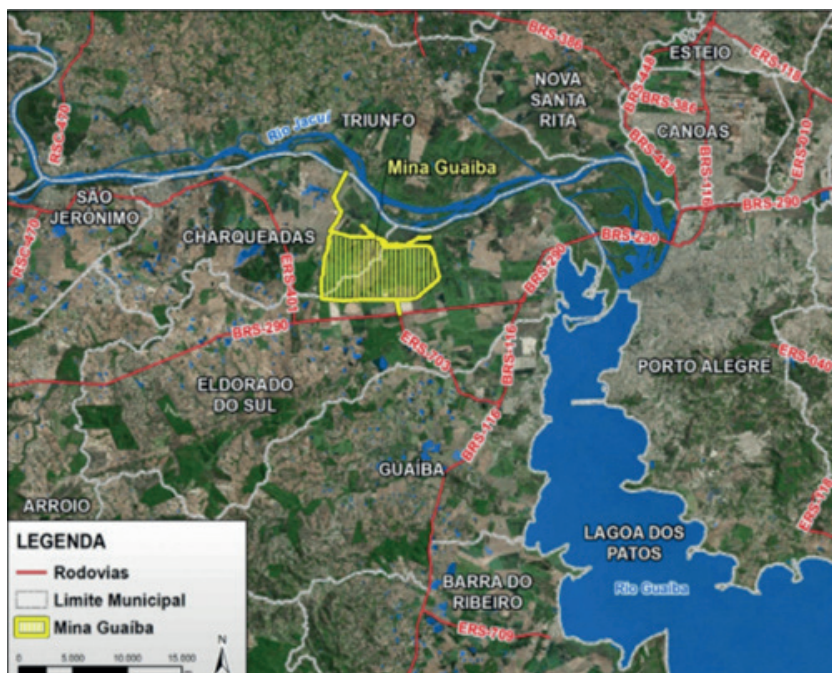 BRS-386
ESTEIO
ERS-118
BRS-448
NOVA
SANTA
RITA
RSC-470
Rio Jacuí
TRIUNFO
BRS-386
CANOAS
ERS-010
Mina Guaíba
BRS-448
BRS-116
SÃO
JERÔNIMO
BRS-290
CHARQUEADAS
BRS-290
RSC-470
ERS-401
BRS-290
BRS-290
ERS-703
BRS-116
PORTO ALEGRE
ERS-040
ELDORADO
DO SUL
BRS-116
GUAÍBA
ERS-118
ARROIO
LEGENDA
Rodovias
Limite Municipal
Mina Guaíba
0 5.000 10.000 15.000
N
LAGOA DOS
PATOS
Rio Guaíba
BARRA DO
RIBEIRO
ERS-709